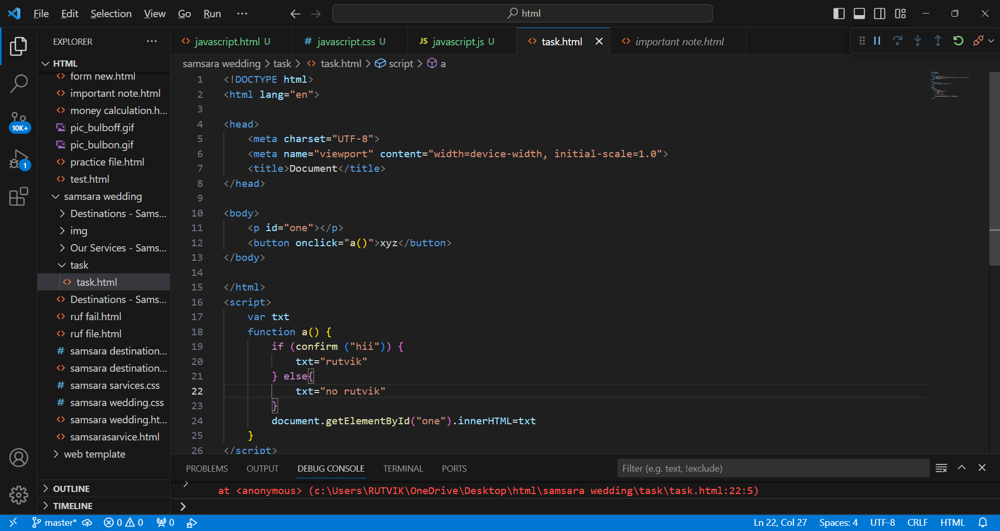 File Edit Selection View Go Run ··· html
EXPLORER ···
HTML
form new.html
important note.html
money calculation.h...
pic_bulboff.gif
pic_bulbon.gif
practice file.html
test.html
samsara wedding
Destinations - Sams...
img
Our Services - Sams...
task
task.html
Destinations - Sams...
ruf fail.html
ruf file.html
samsara destination...
samsara destination...
samsara sarvices.css
samsara wedding.css
samsara wedding.ht...
samsarasarvice.html
web template
OUTLINE
TIMELINE
10K+
1
javascript.html U # javascript.css U JS javascript.js U task.html important note.html
samsara wedding > task > task.html > script > a
1 <!DOCTYPE html>
2 <html lang="en">
3
4 <head>
5 <meta charset="UTF-8">
6 <meta name="viewport" content="width=device-width, initial-scale=1.0">
7 <title>Document</title>
8 </head>
9
10 <body>
11 <p id="one"></p>
12 <button onclick="a()">xyz</button>
13 </body>
14
15 </html>
16 <script>
17 var txt
18 function a() {
19 if (confirm ("hii")) {
20 txt="rutvik"
21 } else{
22 txt="no rutvik"
23 }
24 document.getElementById("one").innerHTML=txt
25 }
26 </script>
PROBLEMS OUTPUT DEBUG CONSOLE TERMINAL PORTS Filter (e.g. text, !exclude)
at <anonymous> (c:\Users\RUTVIK\OneDrive\Desktop\html\samsara wedding\task\task.html:22:5)
master* 0 0 0 Ln 22, Col 27 Spaces: 4 UTF-8 CRLF HTML